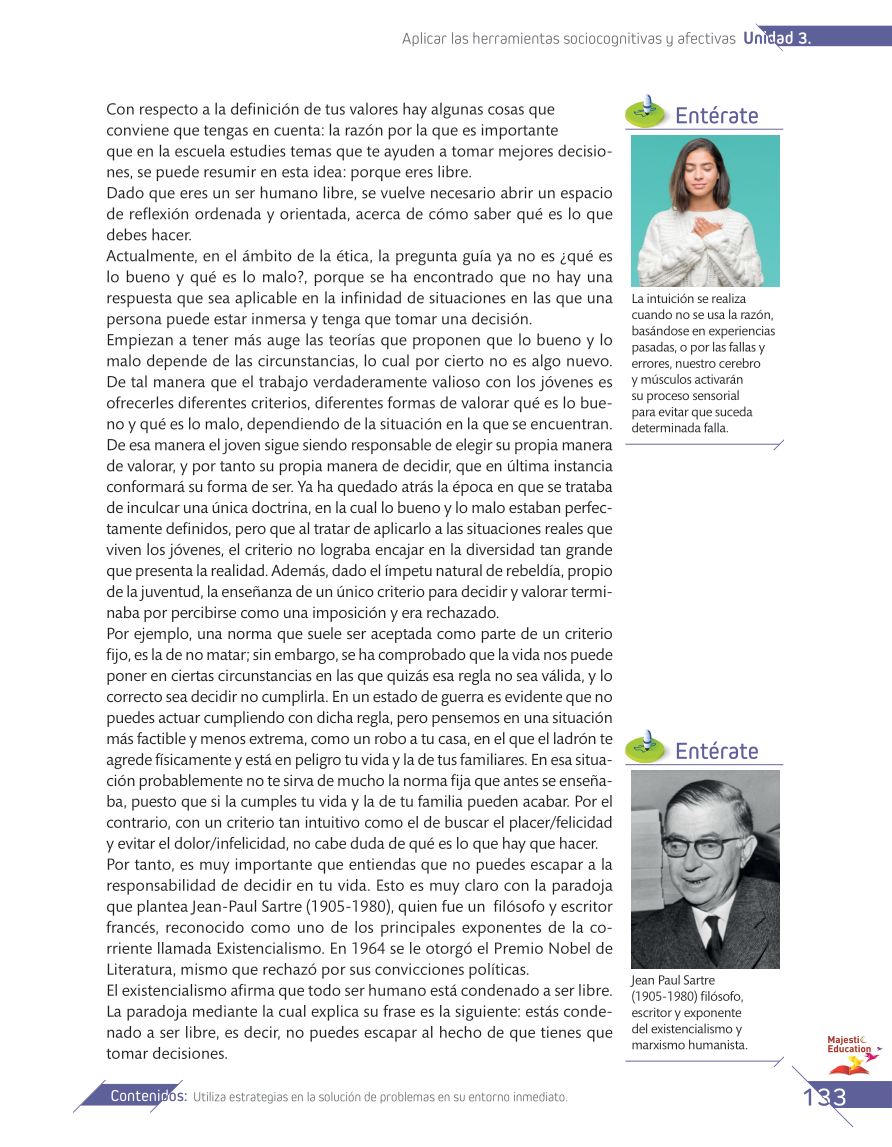 Aplicar las herramientas sociocognitivas y afectivas Unidad 3.
Con respecto a la definición de tus valores hay algunas cosas que
conviene que tengas en cuenta: la razón por la que es importante
que en la escuela estudies temas que te ayuden a tomar mejores decisio-
nes, se puede resumir en esta idea: porque eres libre.
Dado que eres un ser humano libre, se vuelve necesario abrir un espacio
de reflexión ordenada y orientada, acerca de cómo saber qué es lo que
debes hacer.
Actualmente, en el ámbito de la ética, la pregunta guía ya no es ¿qué es
lo bueno y qué es lo malo?, porque se ha encontrado que no hay una
respuesta que sea aplicable en la infinidad de situaciones en las que una
persona puede estar inmersa y tenga que tomar una decisión.
Empiezan a tener más auge las teorías que proponen que lo bueno y lo
malo depende de las circunstancias, lo cual por cierto no es algo nuevo.
De tal manera que el trabajo verdaderamente valioso con los jóvenes es
ofrecerles diferentes criterios, diferentes formas de valorar qué es lo bue-
no y qué es lo malo, dependiendo de la situación en la que se encuentran.
De esa manera el joven sigue siendo responsable de elegir su propia manera
de valorar, y por tanto su propia manera de decidir, que en última instancia
conformará su forma de ser. Ya ha quedado atrás la época en que se trataba
de inculcar una única doctrina, en la cual lo bueno y lo malo estaban perfec-
tamente definidos, pero que al tratar de aplicarlo a las situaciones reales que
viven los jóvenes, el criterio no lograba encajar en la diversidad tan grande
que presenta la realidad. Además, dado el ímpetu natural de rebeldía, propio
de la juventud, la enseñanza de un único criterio para decidir y valorar termi-
naba por percibirse como una imposición y era rechazado.
Por ejemplo, una norma que suele ser aceptada como parte de un criterio
fijo, es la de no matar; sin embargo, se ha comprobado que la vida nos puede
poner en ciertas circunstancias en las que quizás esa regla no sea válida, y lo
correcto sea decidir no cumplirla. En un estado de guerra es evidente que no
puedes actuar cumpliendo con dicha regla, pero pensemos en una situación
más factible y menos extrema, como un robo a tu casa, en el que el ladrón te
agrede físicamente y está en peligro tu vida y la de tus familiares. En esa situa-
ción probablemente no te sirva de mucho la norma fija que antes se enseña-
ba, puesto que si la cumples tu vida y la de tu familia pueden acabar. Por el
contrario, con un criterio tan intuitivo como el de buscar el placer/felicidad
y evitar el dolor/infelicidad, no cabe duda de qué es lo que hay que hacer.
Por tanto, es muy importante que entiendas que no puedes escapar a la
responsabilidad de decidir en tu vida. Esto es muy claro con la paradoja
que plantea Jean-Paul Sartre (1905-1980), quien fue un filósofo y escritor
francés, reconocido como uno de los principales exponentes de la co-
rriente llamada Existencialismo. En 1964 se le otorgó el Premio Nobel de
Literatura, mismo que rechazó por sus convicciones políticas.
El existencialismo afirma que todo ser humano está condenado a ser libre.
La paradoja mediante la cual explica su frase es la siguiente: estás conde-
nado a ser libre, es decir, no puedes escapar al hecho de que tienes que
tomar decisiones.
Entérate
La intuición se realiza
cuando no se usa la razón,
basándose en experiencias
pasadas, o por las fallas y
errores, nuestro cerebro
y músculos activarán
su proceso sensorial
para evitar que suceda
determinada falla.
Entérate
Jean Paul Sartre
(1905-1980) filósofo,
escritor y exponente
del existencialismo y
marxismo humanista.
Majestic
Education
Contenidos: Utiliza estrategias en la solución de problemas en su entorno inmediato.
133